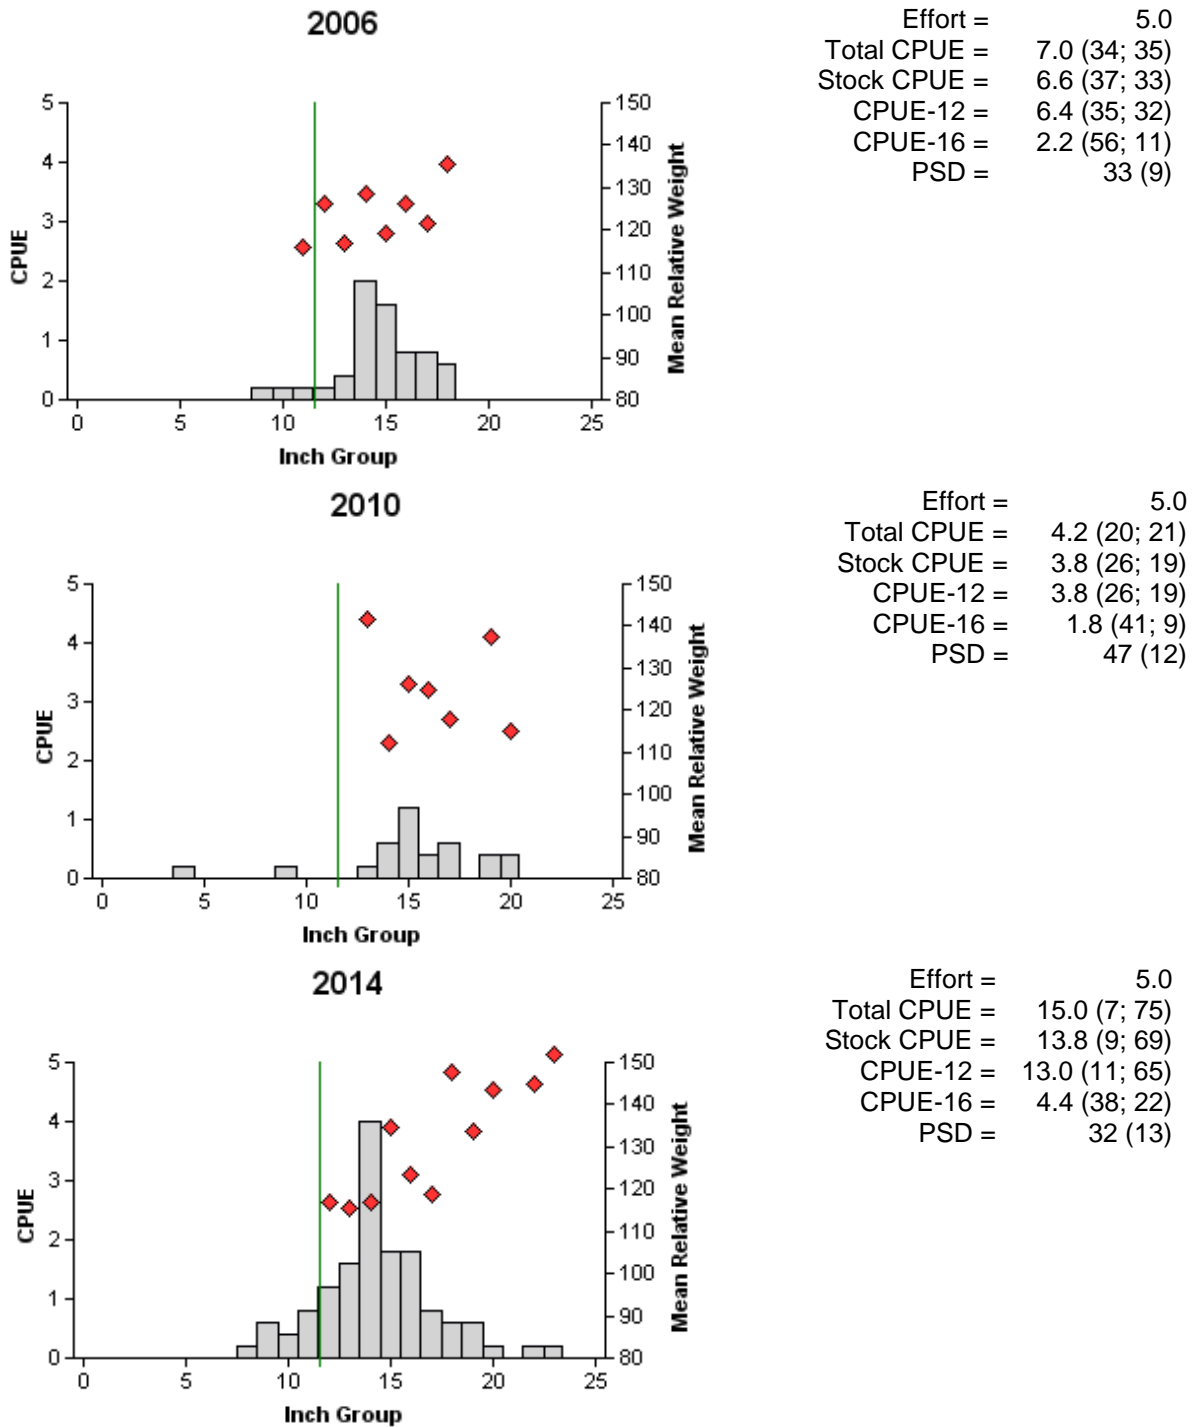 2006
Effort = 5.0
Total CPUE = 7.0 (34; 35)
Stock CPUE = 6.6 (37; 33)
CPUE-12 = 6.4 (35; 32)
CPUE-16 = 2.2 (56; 11)
PSD = 33 (9)
5
4
3
2
1
0
CPUE
150
140
130
120
110
100
90
80
Mean Relative Weight
0 5 10 15 20 25
Inch Group
2010
Effort = 5.0
Total CPUE = 4.2 (20; 21)
Stock CPUE = 3.8 (26; 19)
CPUE-12 = 3.8 (26; 19)
CPUE-16 = 1.8 (41; 9)
PSD = 47 (12)
5
4
3
2
1
0
CPUE
150
140
130
120
110
100
90
80
Mean Relative Weight
0 5 10 15 20 25
Inch Group
2014
Effort = 5.0
Total CPUE = 15.0 (7; 75)
Stock CPUE = 13.8 (9; 69)
CPUE-12 = 13.0 (11; 65)
CPUE-16 = 4.4 (38; 22)
PSD = 32 (13)
5
4
3
2
1
0
CPUE
150
140
130
120
110
100
90
80
Mean Relative Weight
0 5 10 15 20 25
Inch Group